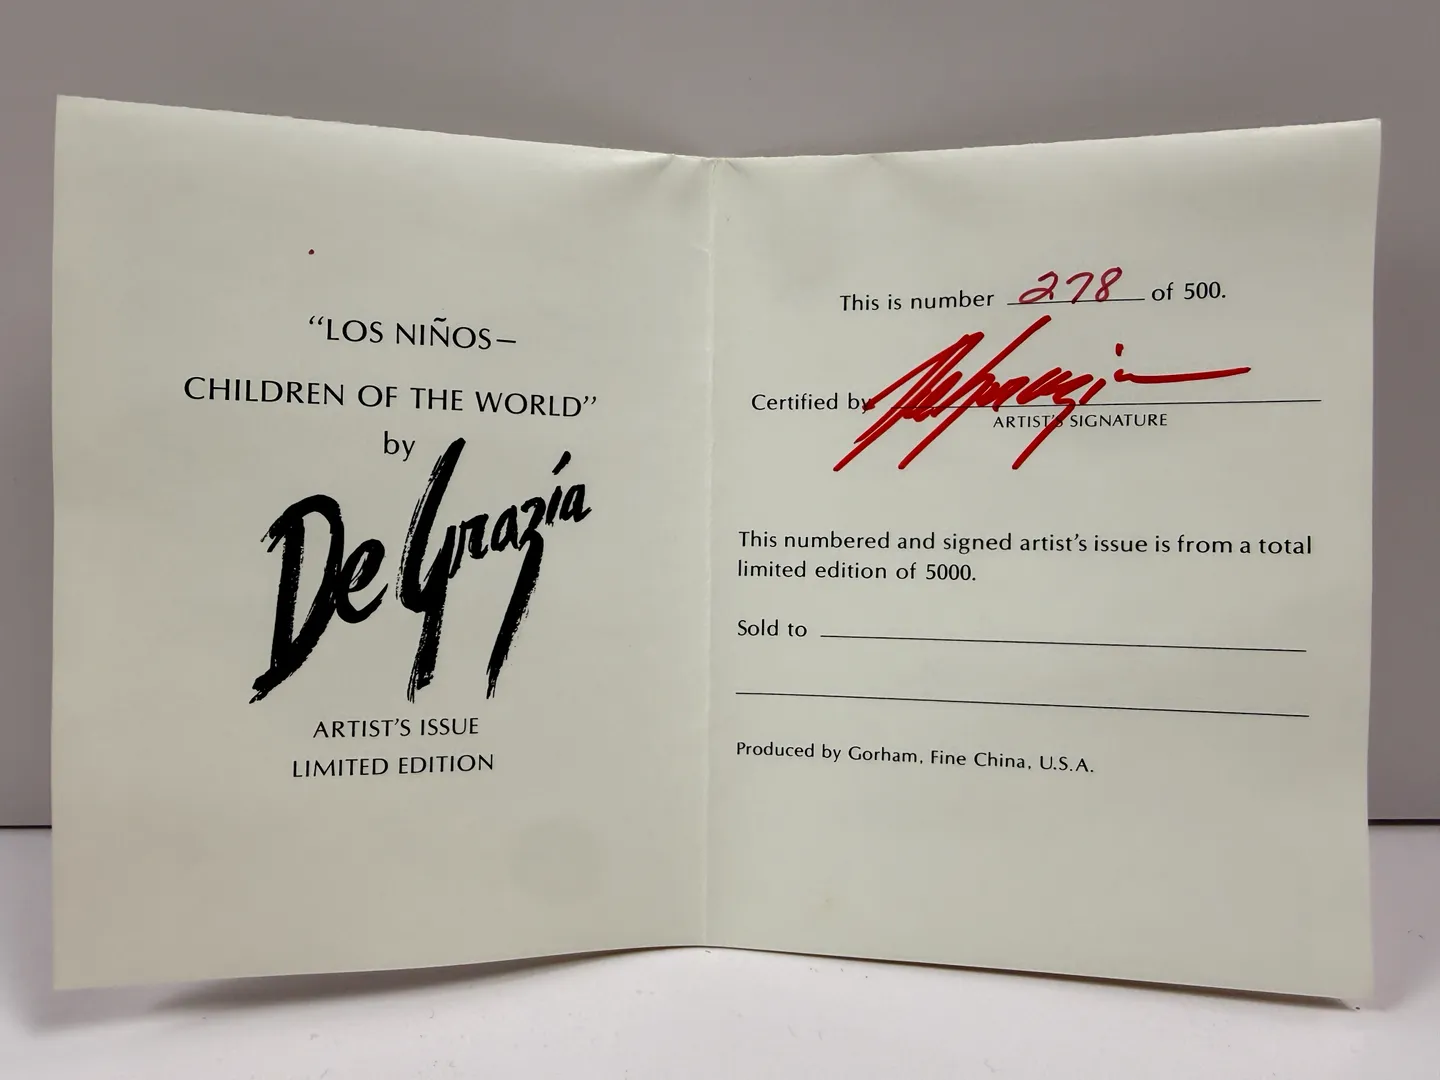 “LOS NIÑOS—
CHILDREN OF THE WORLD”
by
De Grazia
ARTIST’S ISSUE
LIMITED EDITION
This is number 278 of 500.
Certified by DeGrazia
ARTIST’S SIGNATURE
This numbered and signed artist’s issue is from a total
limited edition of 5000.
Sold to
Produced by Gorham, Fine China, U.S.A.